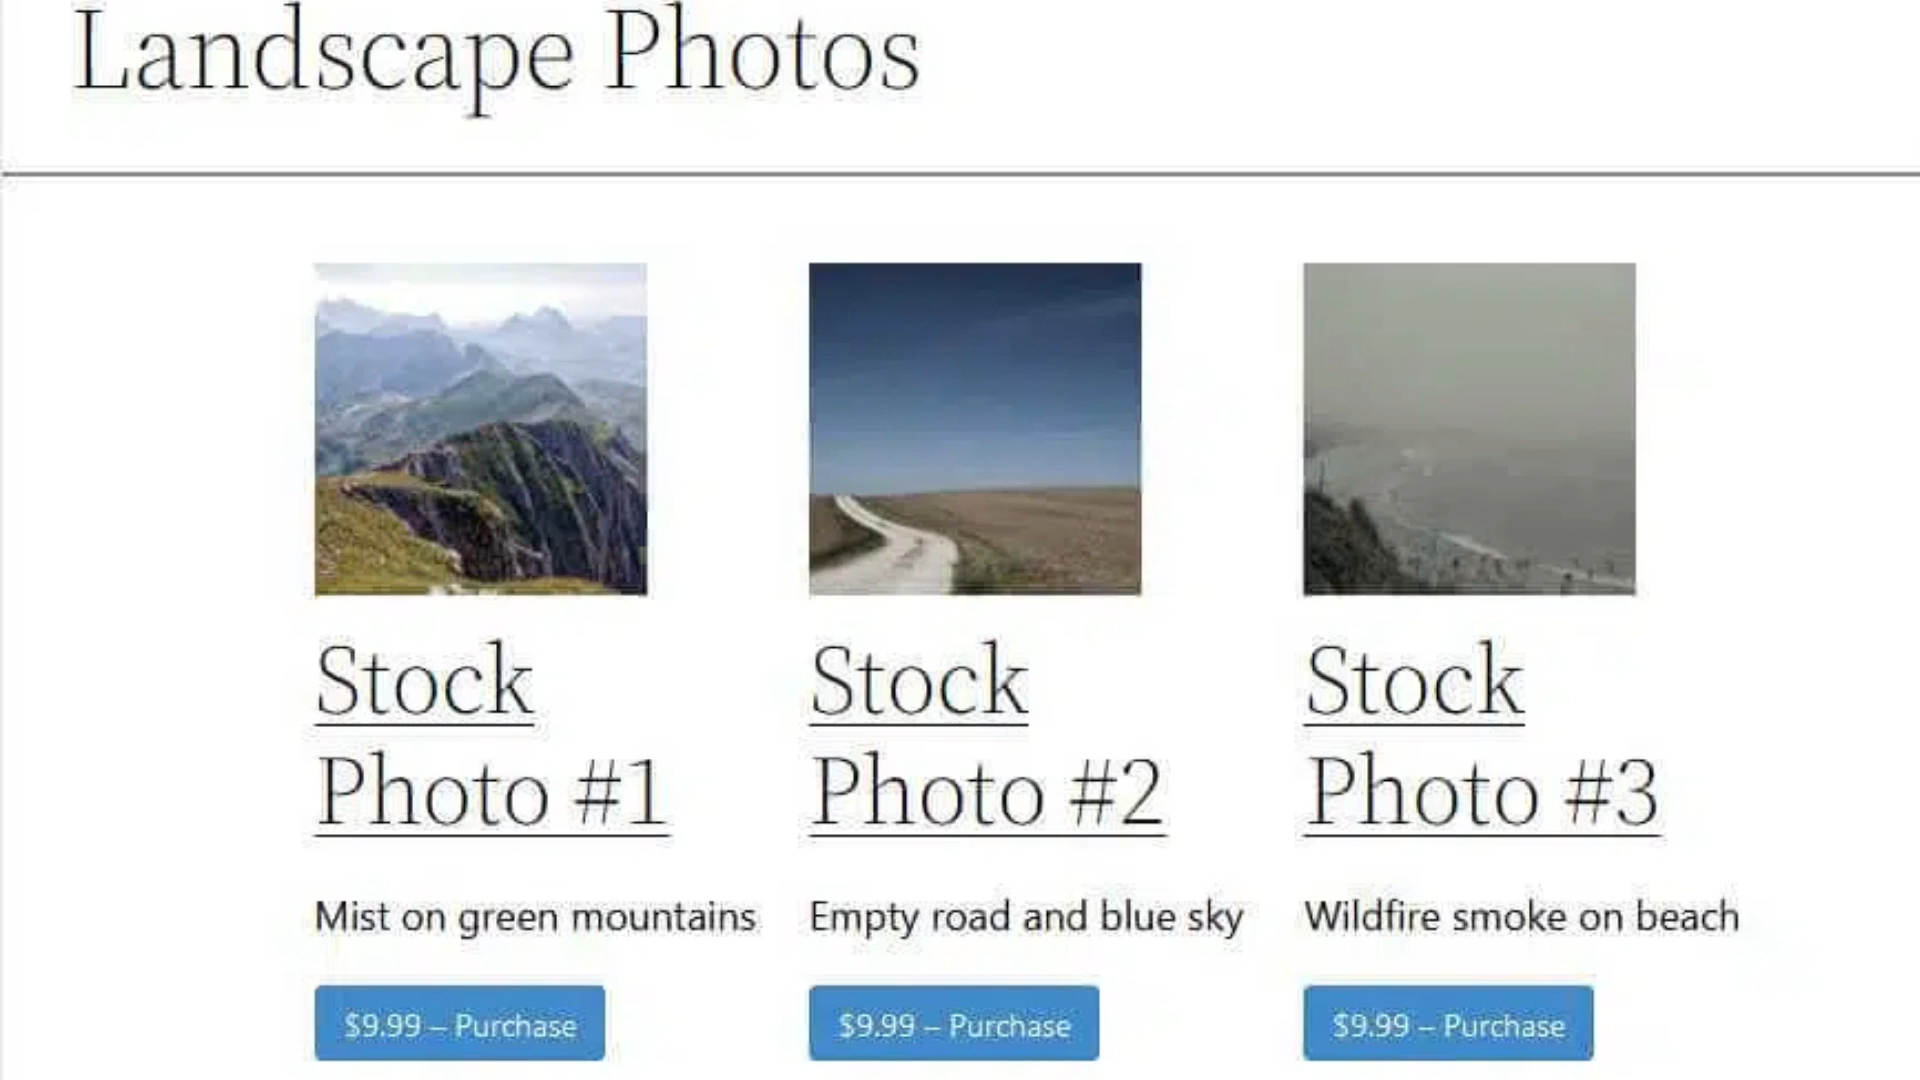 Landscape Photos
Stock
Photo #1
Mist on green mountains
$9.99 – Purchase
Stock
Photo #2
Empty road and blue sky
$9.99 – Purchase
Stock
Photo #3
Wildfire smoke on beach
$9.99 – Purchase